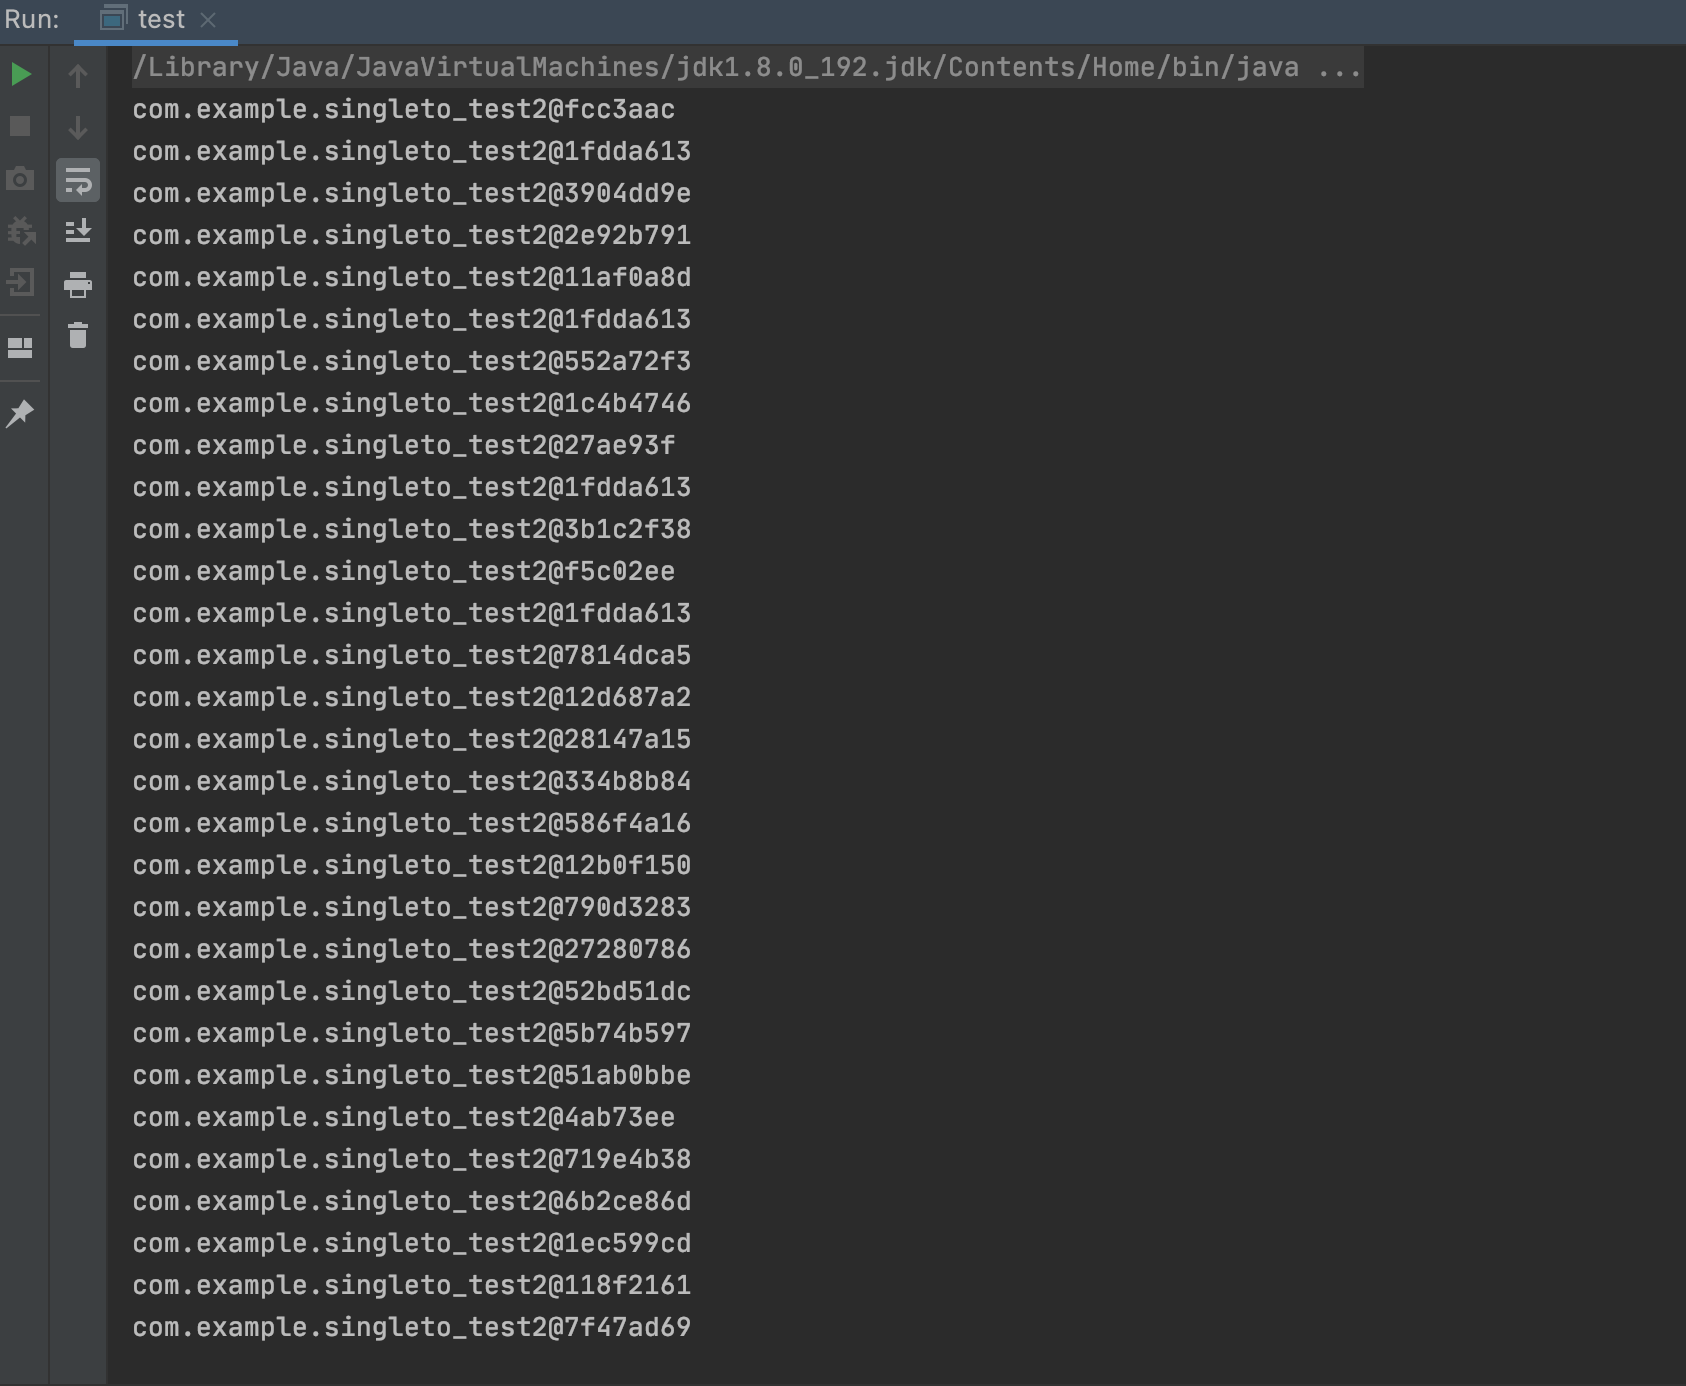 Run: test
/Library/Java/JavaVirtualMachines/jdk1.8.0_192.jdk/Contents/Home/bin/java ...
com.example.singleto_test2@fcc3aac
com.example.singleto_test2@1fdda613
com.example.singleto_test2@3904dd9e
com.example.singleto_test2@2e92b791
com.example.singleto_test2@11af0a8d
com.example.singleto_test2@1fdda613
com.example.singleto_test2@552a72f3
com.example.singleto_test2@1c4b4746
com.example.singleto_test2@27ae93f
com.example.singleto_test2@1fdda613
com.example.singleto_test2@3b1c2f38
com.example.singleto_test2@f5c02ee
com.example.singleto_test2@1fdda613
com.example.singleto_test2@7814dca5
com.example.singleto_test2@12d687a2
com.example.singleto_test2@28147a15
com.example.singleto_test2@334b8b84
com.example.singleto_test2@586f4a16
com.example.singleto_test2@12b0f150
com.example.singleto_test2@790d3283
com.example.singleto_test2@27280786
com.example.singleto_test2@52bd51dc
com.example.singleto_test2@5b74b597
com.example.singleto_test2@51ab0bbe
com.example.singleto_test2@4ab73ee
com.example.singleto_test2@719e4b38
com.example.singleto_test2@6b2ce86d
com.example.singleto_test2@1ec599cd
com.example.singleto_test2@118f2161
com.example.singleto_test2@7f47ad69